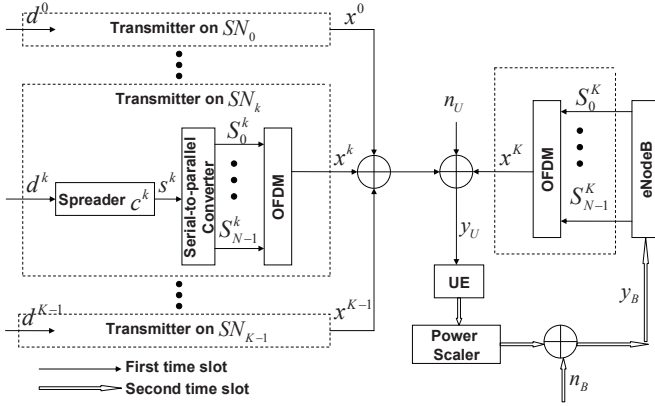 d^0
Transmitter on SN_0
x^0
Transmitter on SN_k
d^k
Spreader c^k
s^k
Serial-to-parallel
Converter
S_0^k
S_{N-1}^k
OFDM
x^k
n_U
x^K
OFDM
S_0^K
S_{N-1}^K
eNodeB
y_U
UE
y_B
Power
Scaler
n_B
d^{K-1}
Transmitter on SN_{K-1}
x^{K-1}
First time slot
Second time slot